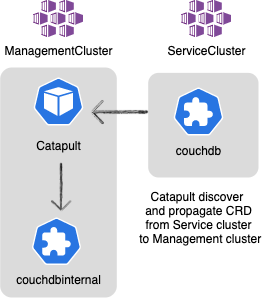 ManagementCluster
ServiceCluster
Catapult
couchdb
couchdbinternal
Catapult discover
and propagate CRD
from Service cluster
to Management cluster